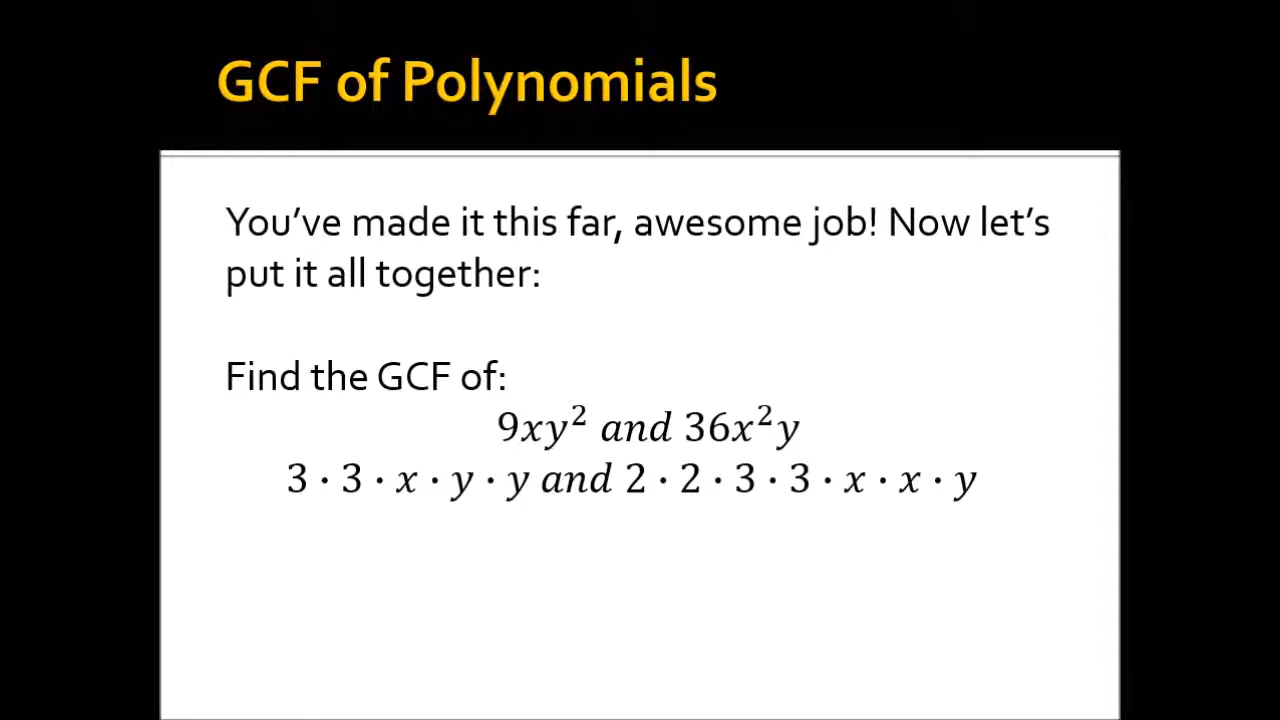 GCF of Polynomials
You’ve made it this far, awesome job! Now let’s
put it all together:
Find the GCF of:
9xy² and 36x²y
3 · 3 · x · y · y and 2 · 2 · 3 · 3 · x · x · y